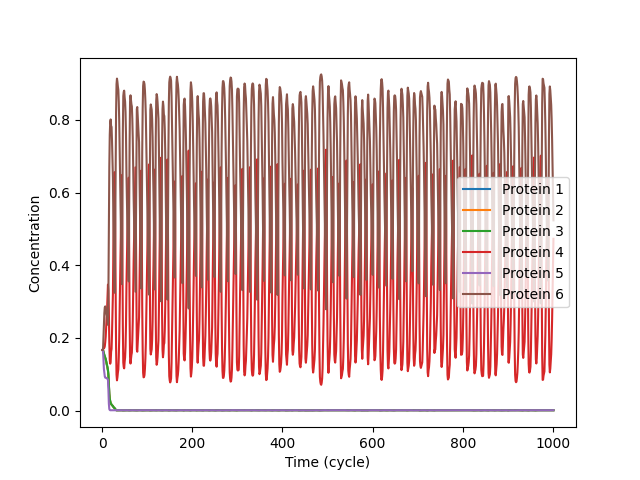 Concentration
0.8
0.6
0.4
0.2
0.0
Protein 1
Protein 2
Protein 3
Protein 4
Protein 5
Protein 6
0
200
400
600
800
1000
Time (cycle)